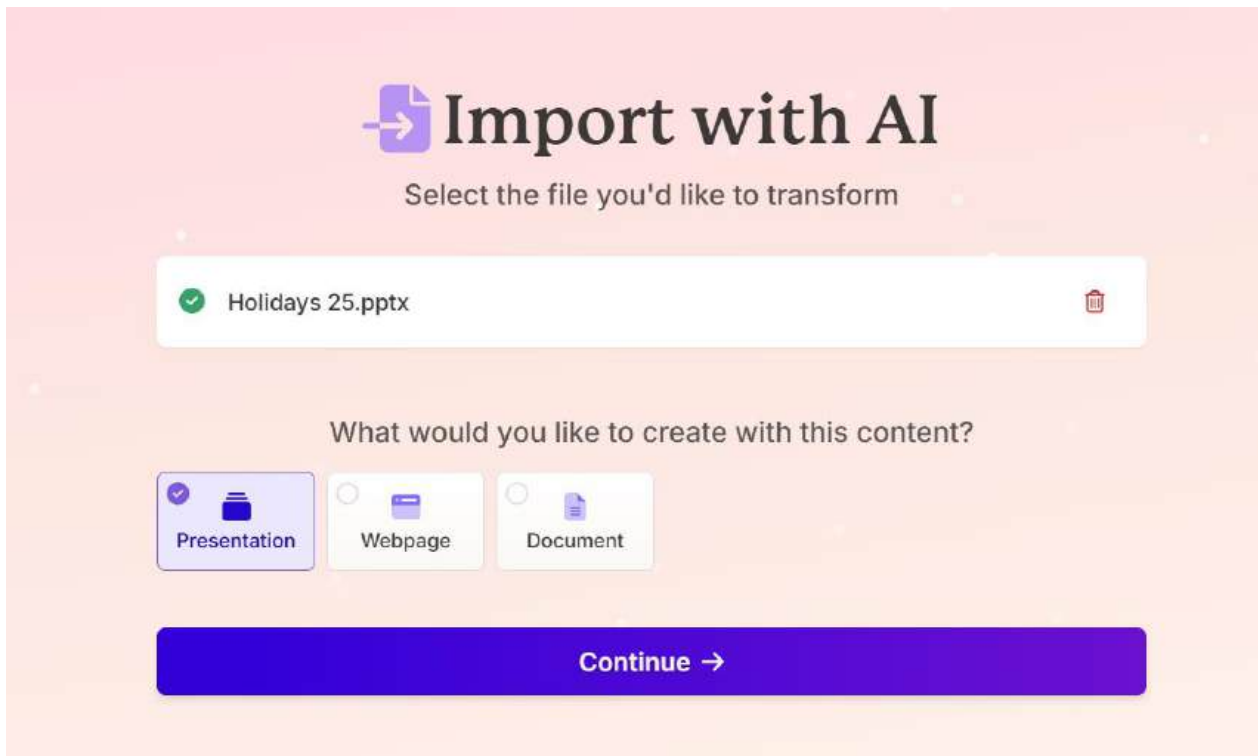 Import with AI
Select the file you'd like to transform
Holidays 25.pptx
What would you like to create with this content?
Presentation
Webpage
Document
Continue →